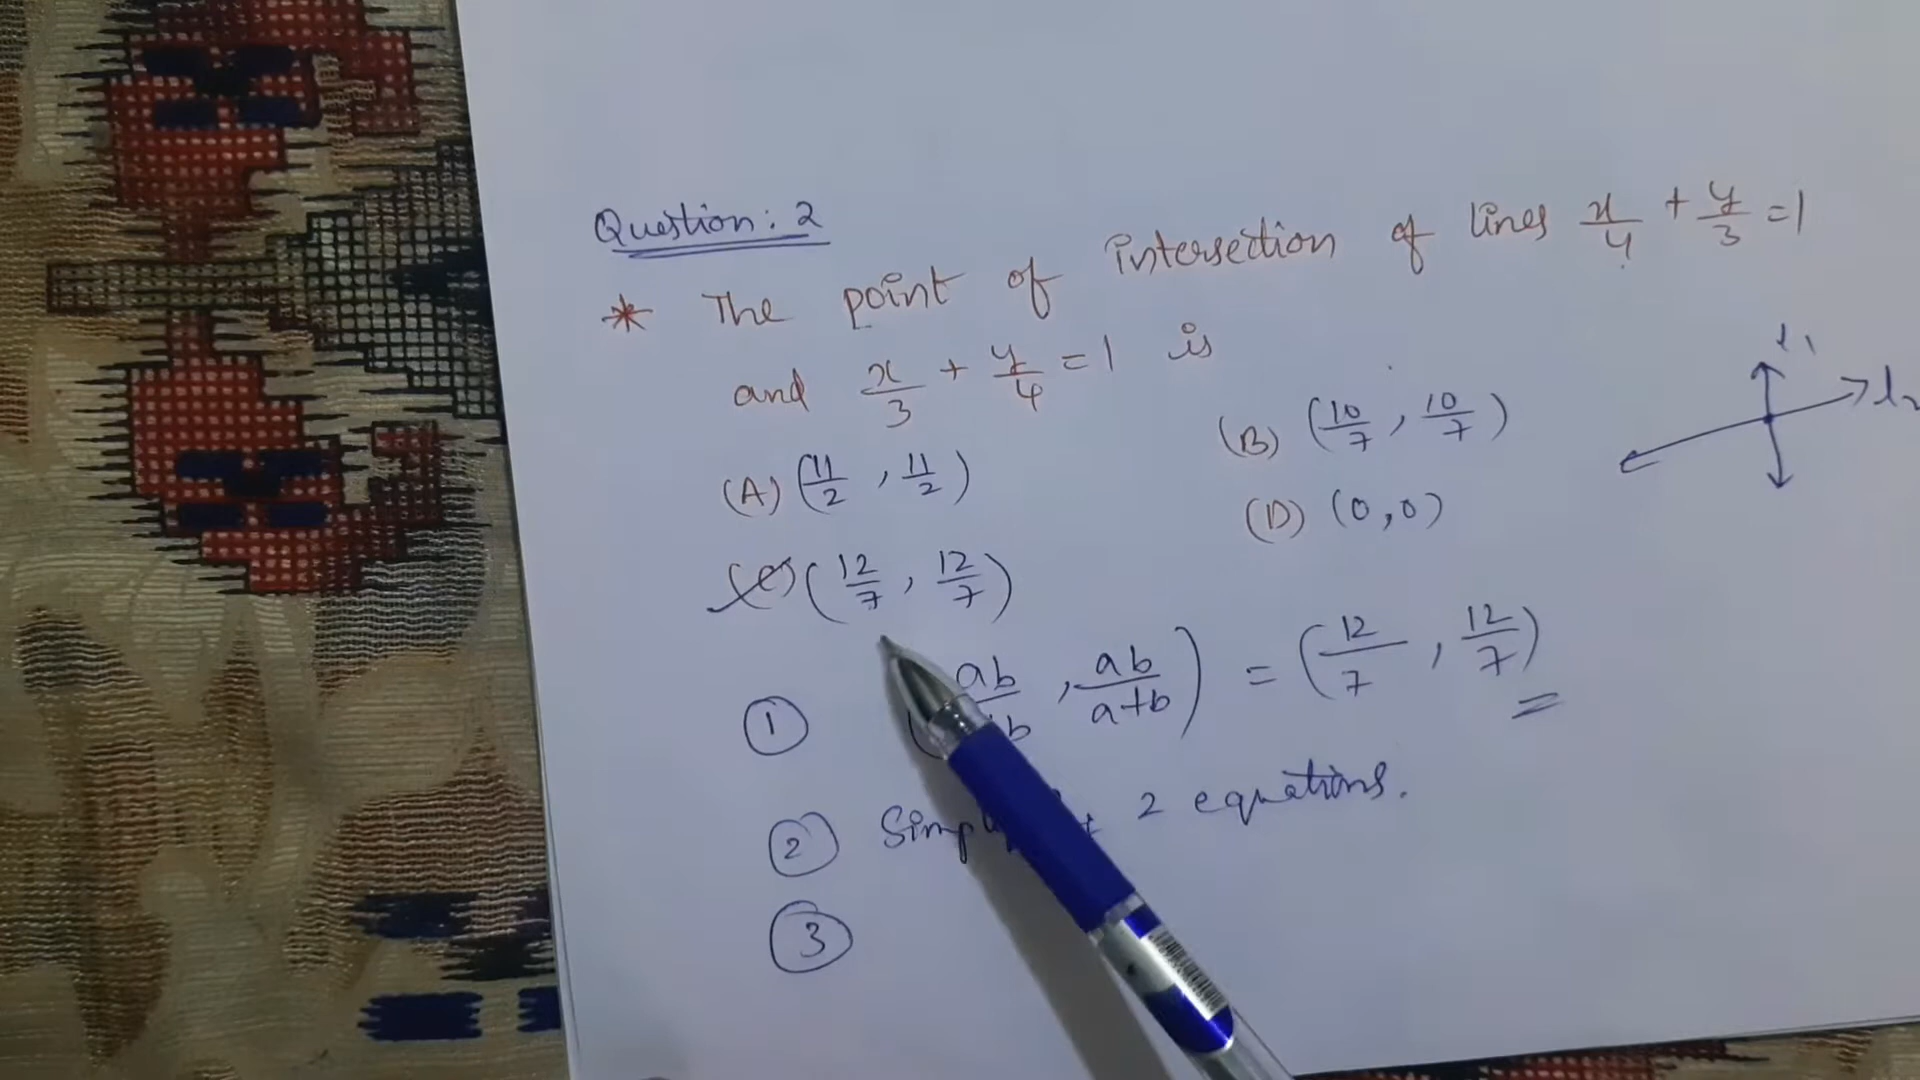 Question: 2
* The point of intersection of lines x/4 + y/3 = 1
and x/3 + y/4 = 1 is
(A) (11/2, 11/2) (B) (10/7, 10/7)
(C) (12/7, 12/7) (D) (0,0)
l1
l2
① ab , ab/a+b) = (12/7, 12/7)
② 2 equations.
③